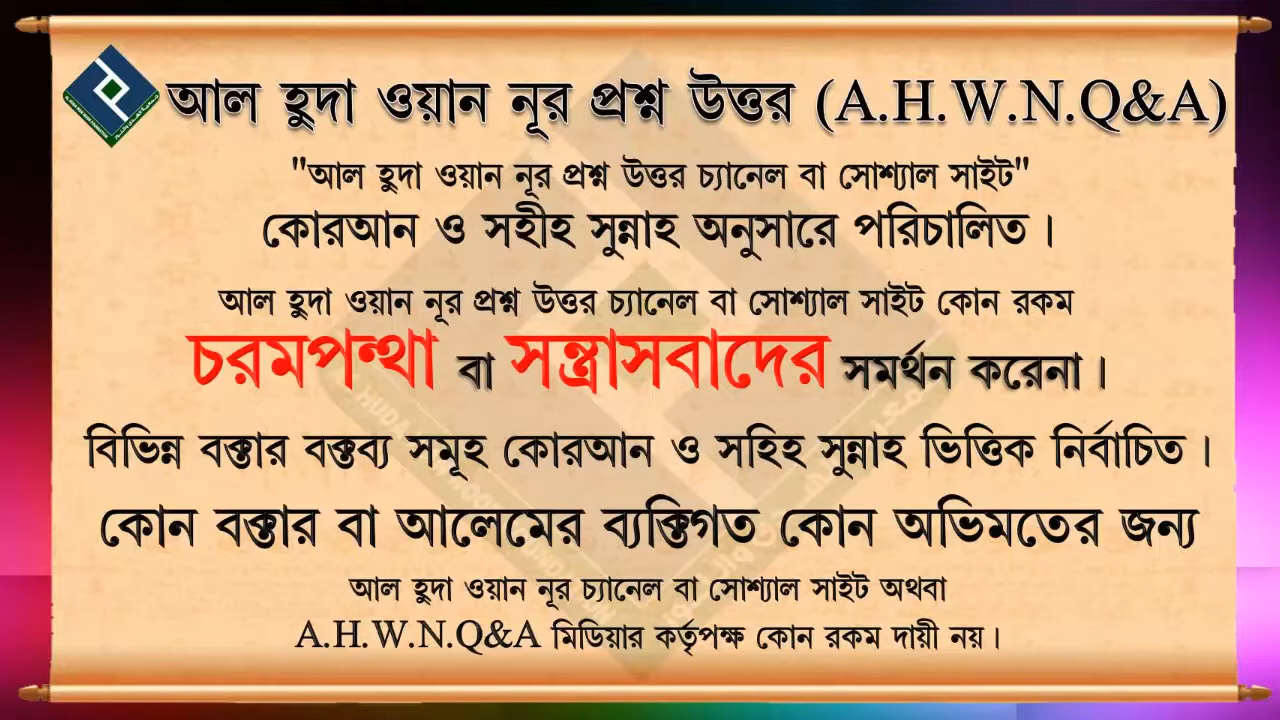 আল হুদা ওয়ান নূর প্রশ্ন উত্তর (A.H.W.N.Q&A)
"আল হুদা ওয়ান নূর প্রশ্ন উত্তর চ্যানেল বা সোশ্যাল সাইট"
কোরআন ও সহীহ সুন্নাহ অনুসারে পরিচালিত।
আল হুদা ওয়ান নূর প্রশ্ন উত্তর চ্যানেল বা সোশ্যাল সাইট কোন রকম
চরমপন্থা বা সন্ত্রাসবাদের সমর্থন করেনা।
বিভিন্ন বক্তার বক্তব্য সমূহ কোরআন ও সহিহ সুন্নাহ ভিত্তিক নির্বাচিত।
কোন বক্তার বা আলেমের ব্যক্তিগত কোন অভিমতের জন্য
আল হুদা ওয়ান নূর চ্যানেল বা সোশ্যাল সাইট অথবা
A.H.W.N.Q&A মিডিয়ার কর্তৃপক্ষ কোন রকম দায়ী নয়।